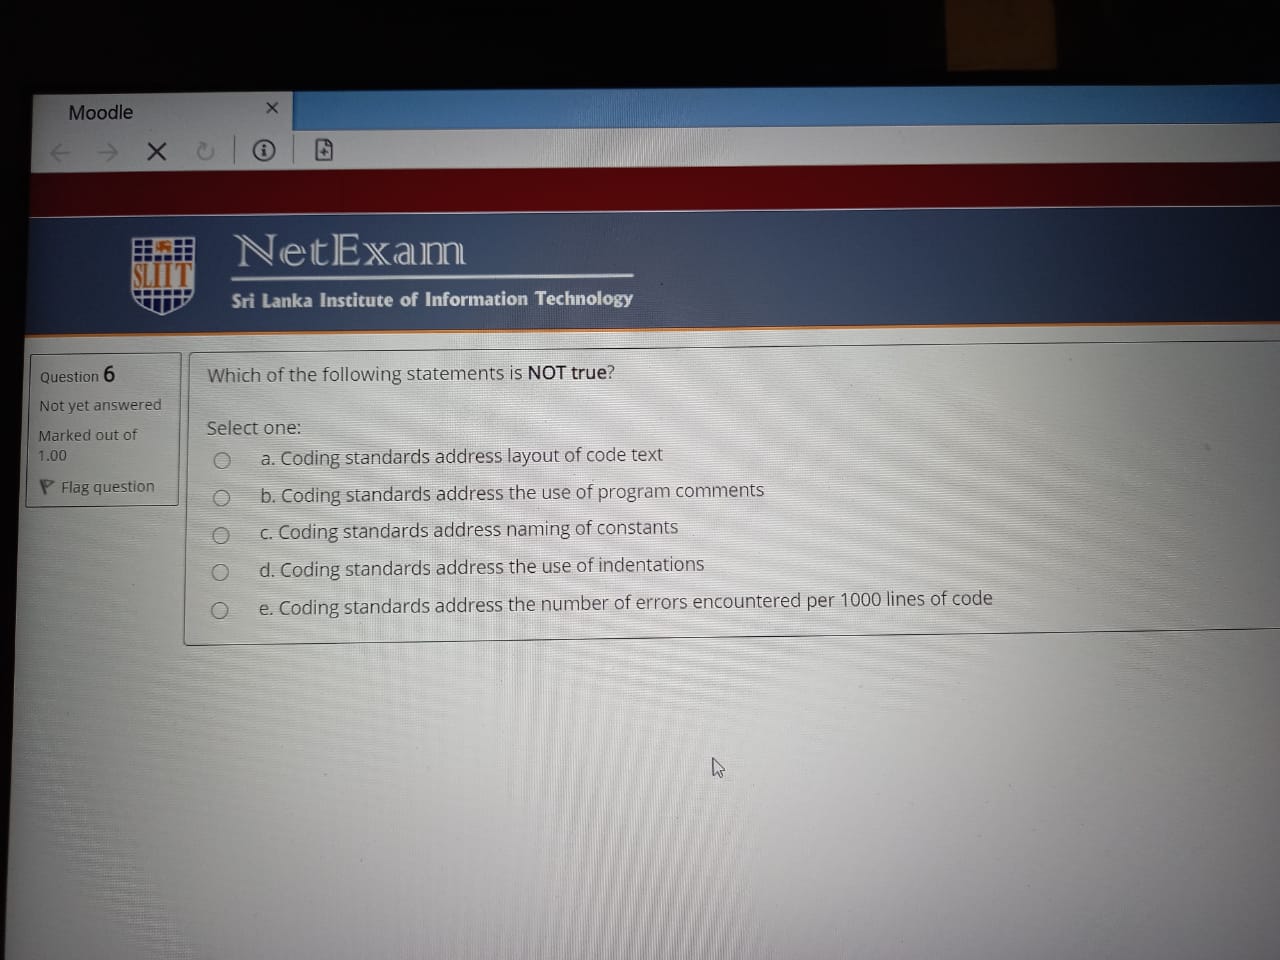 Moodle
NetExam
SLIIT
Sri Lanka Institute of Information Technology
Question 6
Not yet answered
Marked out of
1.00
Flag question
Which of the following statements is NOT true?
Select one:
a. Coding standards address layout of code text
b. Coding standards address the use of program comments
c. Coding standards address naming of constants
d. Coding standards address the use of indentations
e. Coding standards address the number of errors encountered per 1000 lines of code